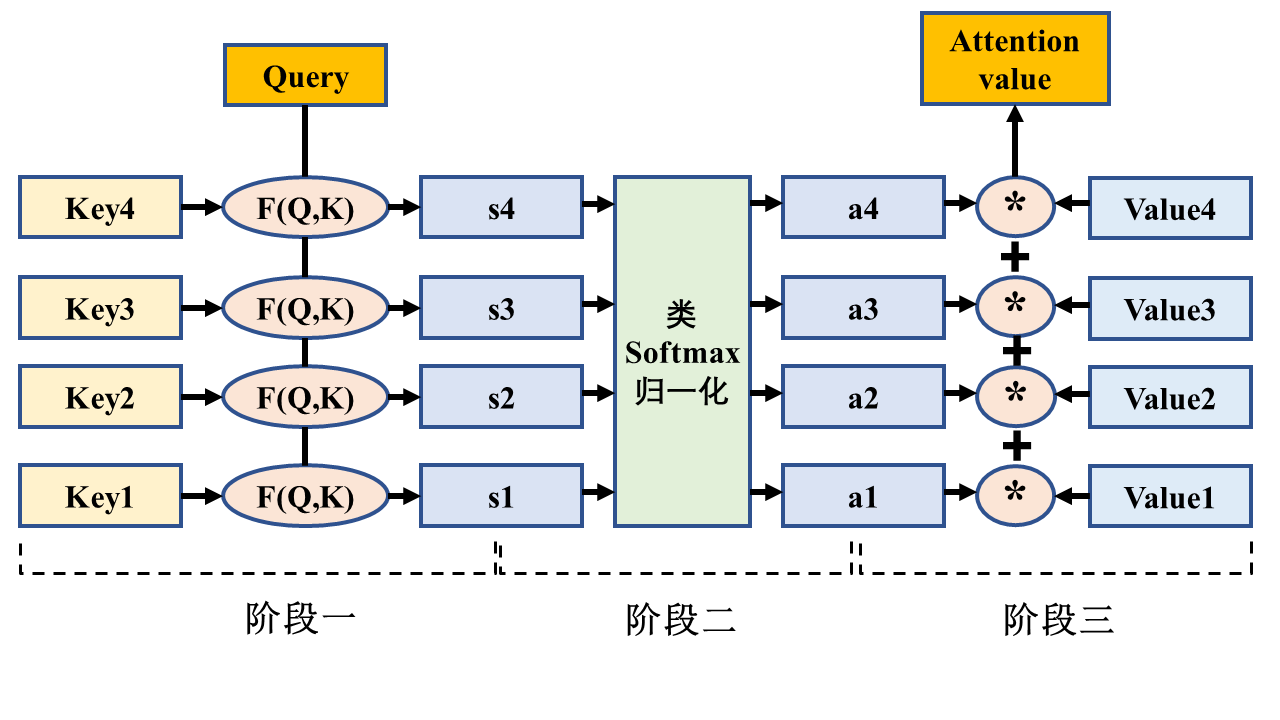 Attention
value
Query
Key4
F(Q,K)
s4
a4
*
Value4
+
Key3
F(Q,K)
s3
类
Softmax
归一化
a3
*
Value3
+
Key2
F(Q,K)
s2
a2
*
Value2
+
Key1
F(Q,K)
s1
a1
*
Value1
阶段一
阶段二
阶段三